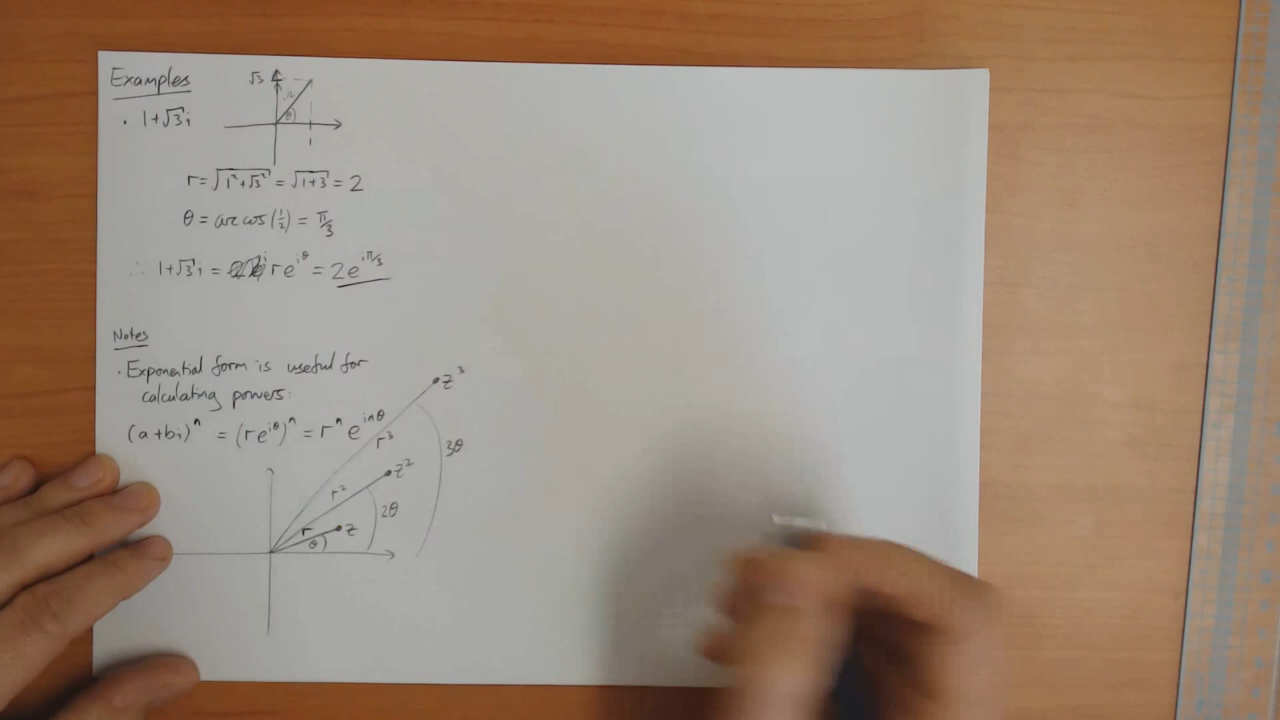 Examples
√3
· 1+√3i
2
θ
1
r = √(1²+√3²) = √(1+3) = 2
θ = arccos(1/2) = π/3
∴ 1+√3i = re^{iθ} = 2e^{iπ/3}
Notes
· Exponential form is useful for
calculating powers:
(a+bi)^n = (re^{iθ})^n = r^n e^{inθ}
z³
r³
3θ
z²
r²
2θ
r
z
θ